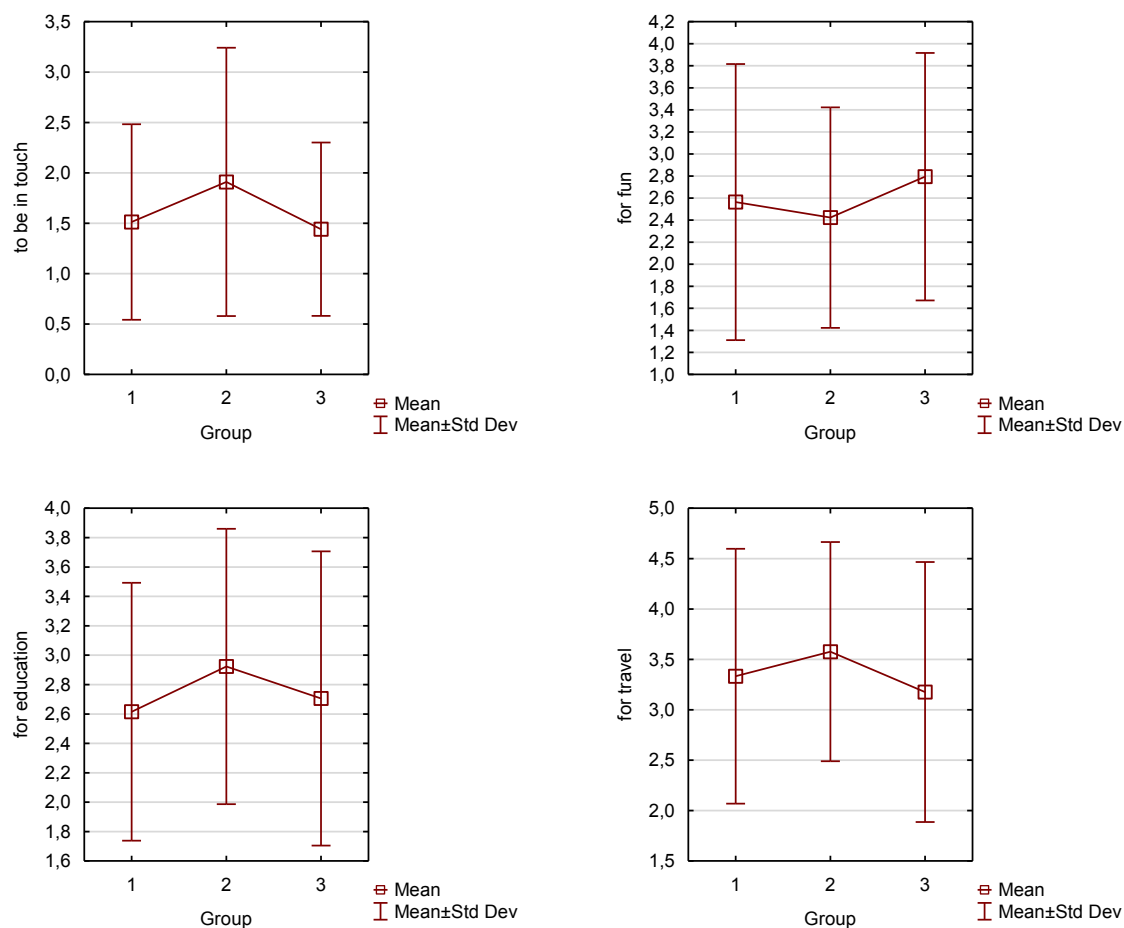 3,5
3,0
2,5
2,0
1,5
1,0
0,5
0,0
to be in touch
1 2 3
Group
Mean
Mean±Std Dev
4,2
4,0
3,8
3,6
3,4
3,2
3,0
2,8
2,6
2,4
2,2
2,0
1,8
1,6
1,4
1,2
1,0
for fun
1 2 3
Group
Mean
Mean±Std Dev
4,0
3,8
3,6
3,4
3,2
3,0
2,8
2,6
2,4
2,2
2,0
1,8
1,6
for education
1 2 3
Group
Mean
Mean±Std Dev
5,0
4,5
4,0
3,5
3,0
2,5
2,0
1,5
for travel
1 2 3
Group
Mean
Mean±Std Dev